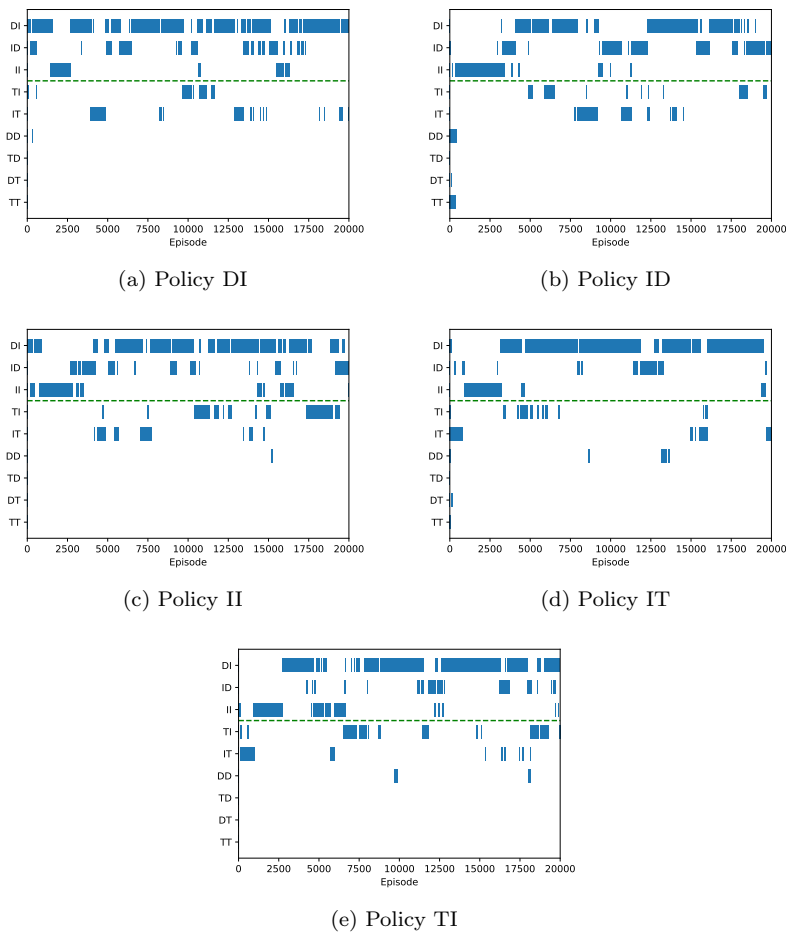 DI DI
ID ID
II II
TI TI
IT IT
DD DD
TD TD
DT DT
TT TT
0 2500 5000 7500 10000 12500 15000 17500 20000 0 2500 5000 7500 10000 12500 15000 17500 20000
Episode Episode
(a) Policy DI (b) Policy ID
DI DI
ID ID
II II
TI TI
IT IT
DD DD
TD TD
DT DT
TT TT
0 2500 5000 7500 10000 12500 15000 17500 20000 0 2500 5000 7500 10000 12500 15000 17500 20000
Episode Episode
(c) Policy II (d) Policy IT
DI
ID
II
TI
IT
DD
TD
DT
TT
0 2500 5000 7500 10000 12500 15000 17500 20000
Episode
(e) Policy TI